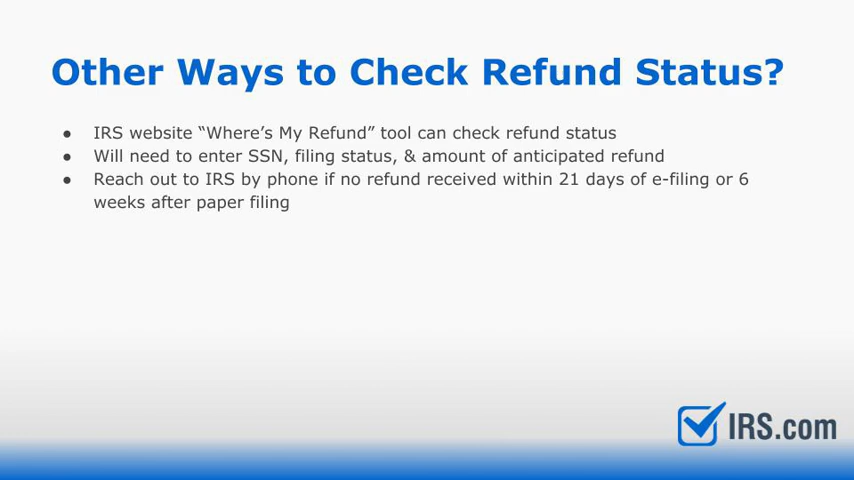 Other Ways to Check Refund Status?
● IRS website “Where’s My Refund” tool can check refund status
● Will need to enter SSN, filing status, & amount of anticipated refund
● Reach out to IRS by phone if no refund received within 21 days of e-filing or 6
weeks after paper filing
IRS.com